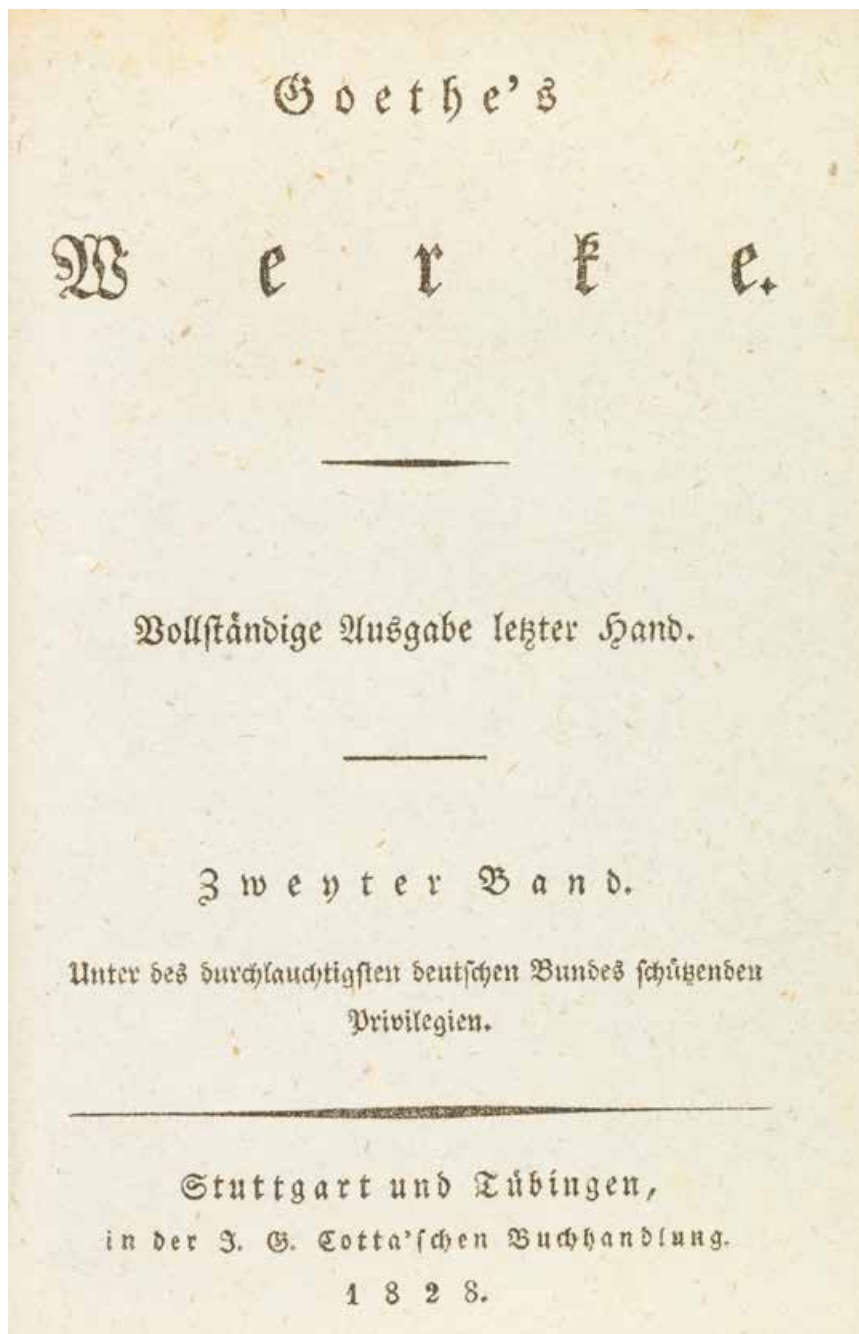 Goethe's
Werke.
Vollständige Ausgabe letzter Hand.
Zweyter Band.
Unter des durchlauchtigsten deutschen Bundes schützenden
Privilegien.
Stuttgart und Tübingen,
in der J. G. Cotta'schen Buchhandlung.
1828.